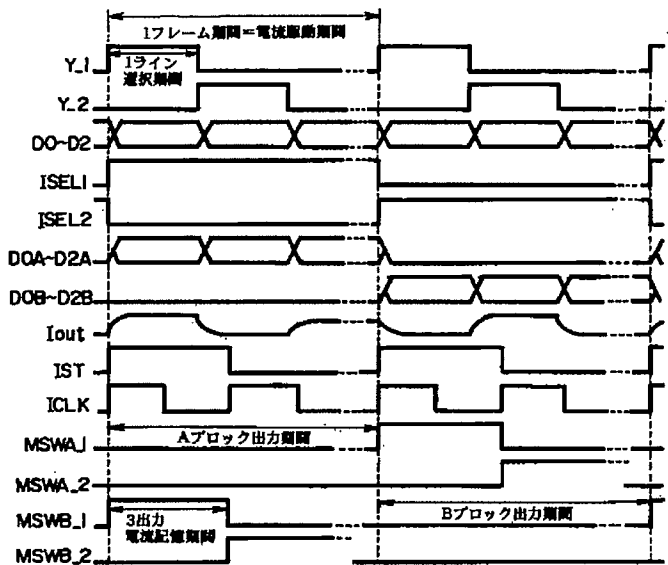 1フレーム期間=電流駆動期間
Y_1
1ライン
選択期間
Y_2
D0~D2
ISEL1
ISEL2
D0A~D2A
D0B~D2B
Iout
IST
ICLK
Aブロック出力期間
MSWA_1
MSWA_2
MSWB_1
3出力
電流記憶期間
Bブロック出力期間
MSWB_2